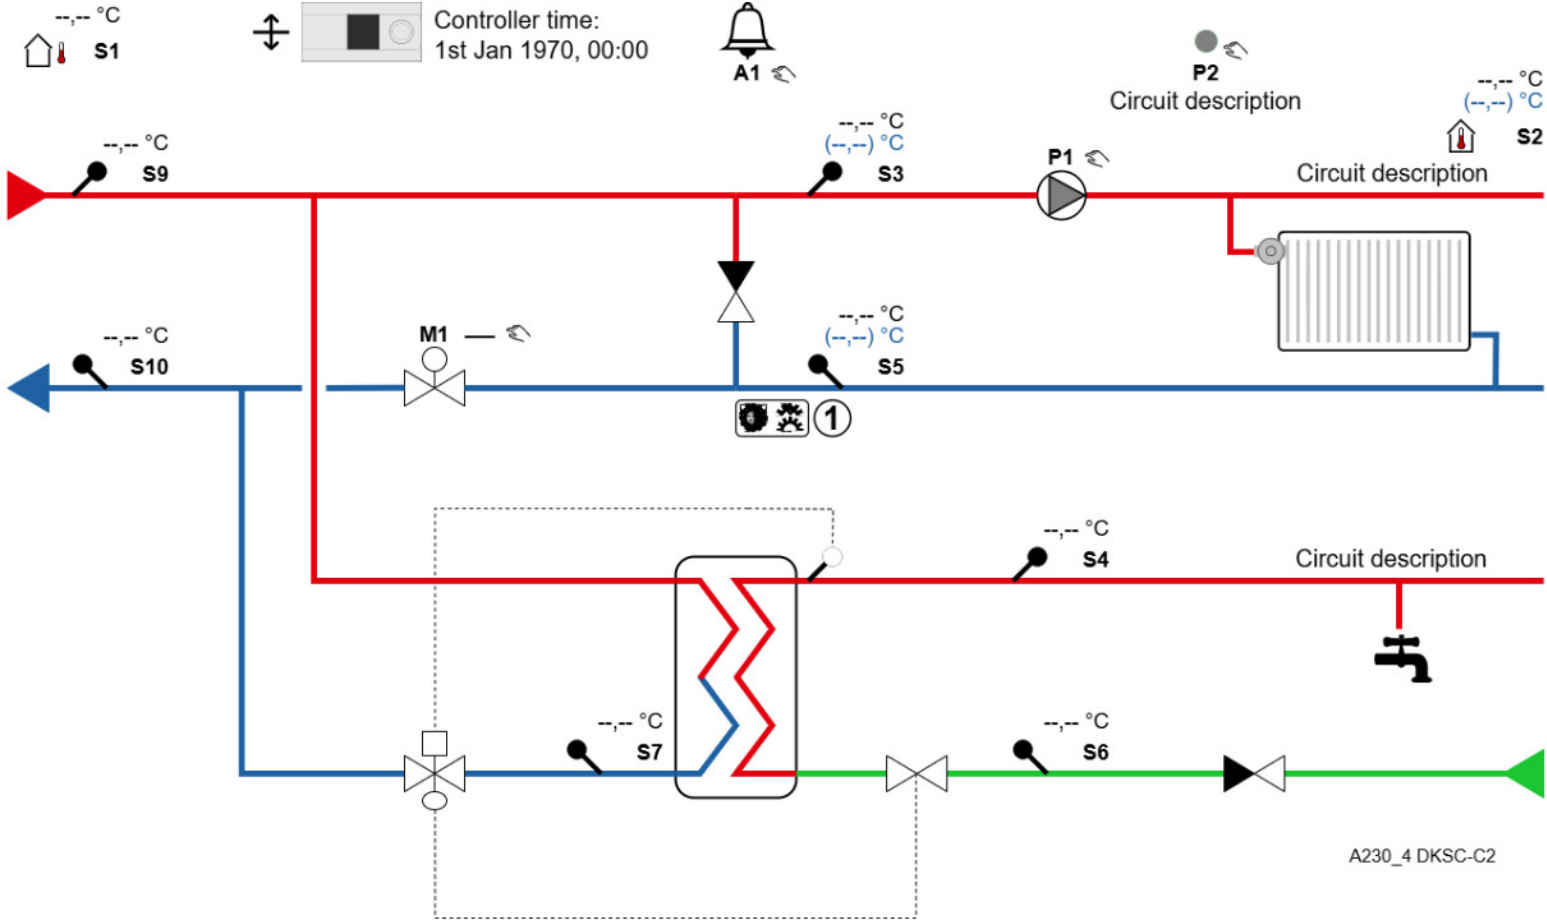 --,-- °C
S1
Controller time:
1st Jan 1970, 00:00
A1
P2
Circuit description
--,-- °C
(--,--) °C
S2
--,-- °C
S9
--,-- °C
(--,--) °C
S3
P1
Circuit description
--,-- °C
S10
M1
--,-- °C
(--,--) °C
S5
1
--,-- °C
S4
Circuit description
--,-- °C
S7
--,-- °C
S6
A230_4 DKSC-C2